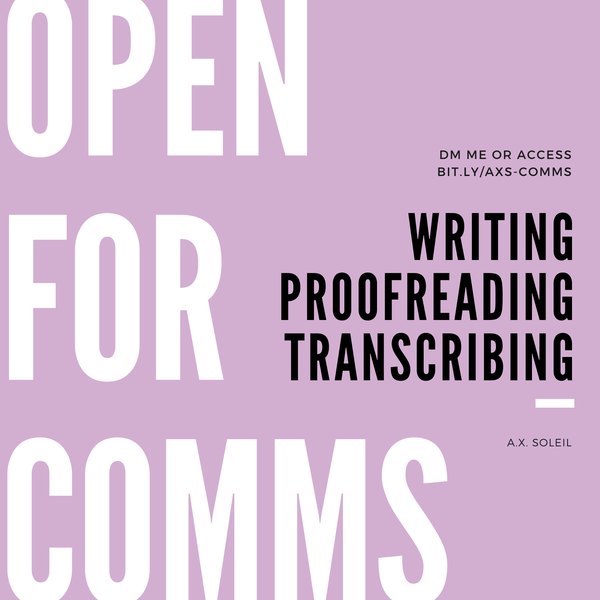 OPEN
FOR
COMMS
DM ME OR ACCESS
BIT.LY/AXS-COMMS
WRITING
PROOFREADING
TRANSCRIBING
A.X. SOLEIL